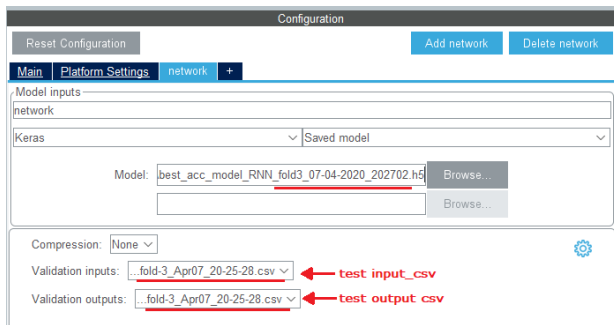 Configuration
Reset Configuration Add network Delete network
Main Platform Settings network +
Model inputs
network
Keras Saved model
Model: .best_acc_model_RNN_fold3_07-04-2020_202702.h5 Browse...
Browse...
Compression: None
Validation inputs: ...fold-3_Apr07_20-25-28.csv test input_csv
Validation outputs: ...fold-3_Apr07_20-25-28.csv test output csv